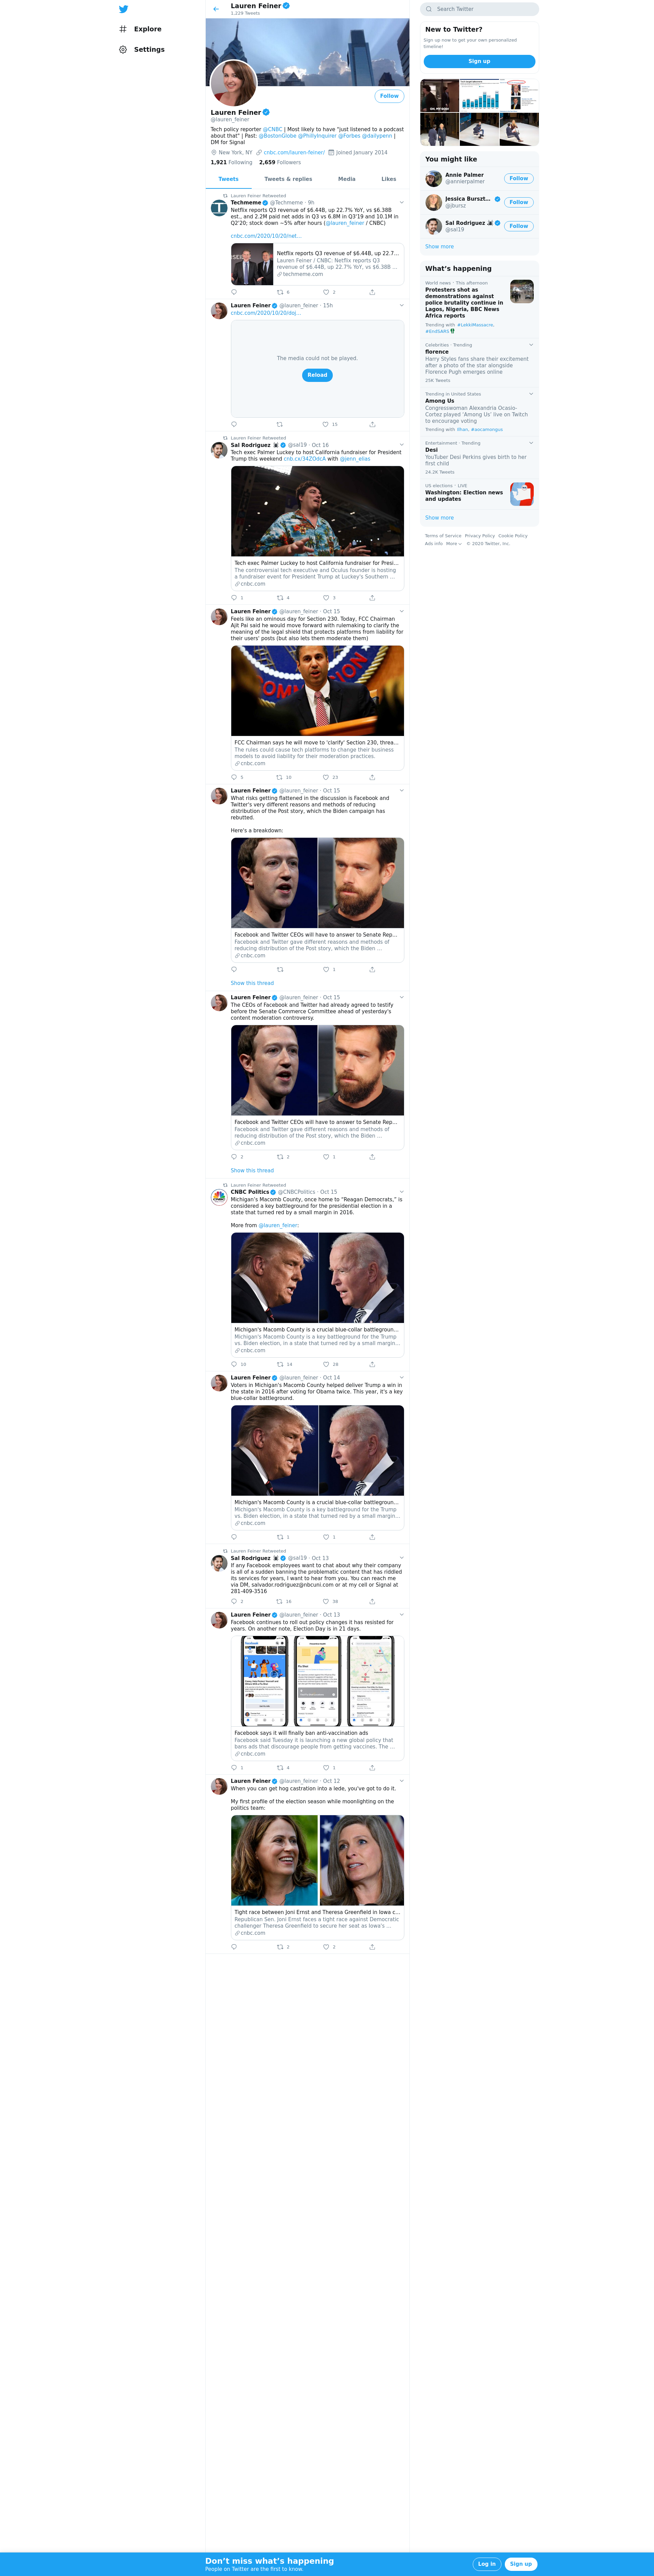 Explore
Settings
Lauren Feiner
1,229 Tweets
Follow
Lauren Feiner
@lauren_feiner
Tech policy reporter @CNBC | Most likely to have "just listened to a podcast
about that" | Past: @BostonGlobe @PhillyInquirer @Forbes @dailypenn |
DM for Signal
New York, NY cnbc.com/lauren-feiner/ Joined January 2014
1,921 Following 2,659 Followers
Tweets Tweets & replies Media Likes
Lauren Feiner Retweeted
Techmeme @Techmeme · 9h
Netflix reports Q3 revenue of $6.44B, up 22.7% YoY, vs $6.38B
est., and 2.2M paid net adds in Q3 vs 6.8M in Q3'19 and 10.1M in
Q2'20; stock down ~5% after hours (@lauren_feiner / CNBC)
cnbc.com/2020/10/20/net…
Netflix reports Q3 revenue of $6.44B, up 22.7…
Lauren Feiner / CNBC: Netflix reports Q3
revenue of $6.44B, up 22.7% YoY, vs $6.38B …
techmeme.com
6 2
Lauren Feiner @lauren_feiner · 15h
cnbc.com/2020/10/20/doj…
The media could not be played.
Reload
15
Lauren Feiner Retweeted
Sal Rodriguez @sal19 · Oct 16
Tech exec Palmer Luckey to host California fundraiser for President
Trump this weekend cnb.cx/34ZOdcA with @jenn_elias
Tech exec Palmer Luckey to host California fundraiser for Presi…
The controversial tech executive and Oculus founder is hosting
a fundraiser event for President Trump at Luckey's Southern …
cnbc.com
1 4 3
Lauren Feiner @lauren_feiner · Oct 15
Feels like an ominous day for Section 230. Today, FCC Chairman
Ajit Pai said he would move forward with rulemaking to clarify the
meaning of the legal shield that protects platforms from liability for
their users' posts (but also lets them moderate them)
FCC Chairman says he will move to 'clarify' Section 230, threa…
The rules could cause tech platforms to change their business
models to avoid liability for their moderation practices.
cnbc.com
5 10 23
Lauren Feiner @lauren_feiner · Oct 15
What risks getting flattened in the discussion is Facebook and
Twitter's very different reasons and methods of reducing
distribution of the Post story, which the Biden campaign has
rebutted.
Here's a breakdown:
Facebook and Twitter CEOs will have to answer to Senate Rep…
Facebook and Twitter gave different reasons and methods of
reducing distribution of the Post story, which the Biden …
cnbc.com
1
Show this thread
Lauren Feiner @lauren_feiner · Oct 15
The CEOs of Facebook and Twitter had already agreed to testify
before the Senate Commerce Committee ahead of yesterday's
content moderation controversy.
Facebook and Twitter CEOs will have to answer to Senate Rep…
Facebook and Twitter gave different reasons and methods of
reducing distribution of the Post story, which the Biden …
cnbc.com
2 2 1
Show this thread
Lauren Feiner Retweeted
CNBC Politics @CNBCPolitics · Oct 15
Michigan's Macomb County, once home to "Reagan Democrats," is
considered a key battleground for the presidential election in a
state that turned red by a small margin in 2016.
More from @lauren_feiner:
Michigan's Macomb County is a crucial blue-collar battlegroun…
Michigan's Macomb County is a key battleground for the Trump
vs. Biden election, in a state that turned red by a small margin…
cnbc.com
20 14 28
Lauren Feiner @lauren_feiner · Oct 14
Voters in Michigan's Macomb County helped deliver Trump a win in
the state in 2016 after voting for Obama twice. This year, it's a key
blue-collar battleground.
Michigan's Macomb County is a crucial blue-collar battlegroun…
Michigan's Macomb County is a key battleground for the Trump
vs. Biden election, in a state that turned red by a small margin…
cnbc.com
1 1
Lauren Feiner Retweeted
Sal Rodriguez @sal19 · Oct 13
If any Facebook employees want to chat about why their company
is all of a sudden banning the problematic content that has ridded
its services for years, I want to hear from you. You can reach me
via DM, salvador.rodriguez@nbcuni.com or at my cell or Signal at
281-409-3516
2 16 38
Lauren Feiner @lauren_feiner · Oct 13
Facebook continues to roll out policy changes it has resisted for
years. On another note, Election Day is in 21 days.
Facebook says it will finally ban anti-vaccination ads
Facebook said Tuesday it is launching a new global policy that
bans ads that discourage people from getting vaccines. The …
cnbc.com
1 4 1
Lauren Feiner @lauren_feiner · Oct 12
When you can get hog castration into a lede, you've got to do it.
My first profile of the election season while moonlighting on the
politics team:
Tight race between Joni Ernst and Theresa Greenfield in Iowa c…
Republican Sen. Joni Ernst faces a tight race against Democratic
challenger Theresa Greenfield to secure her seat as Iowa's …
cnbc.com
2 2
Search Twitter
New to Twitter?
Sign up now to get your own personalized
timeline!
Sign up
You might like
Annie Palmer
@annierpalmer
Follow
Jessica Burszt…
@jbursz
Follow
Sal Rodriguez
@sal19
Follow
Show more
What's happening
World news · This afternoon
Protesters shot as
demonstrations against
police brutality continue in
Lagos, Nigeria, BBC News
Africa reports
Trending with #LekkiMassacre,
#EndSARS
Celebrities · Trending
florence
Harry Styles fans share their excitement
after a photo of the star alongside
Florence Pugh emerges online
25K Tweets
Trending in United States
Among Us
Congresswoman Alexandria Ocasio-
Cortez played 'Among Us' live on Twitch
to encourage voting
Trending with Ilhan, #aocamongus
Entertainment · Trending
Desi
YouTuber Desi Perkins gives birth to her
first child
24.2K Tweets
US elections · LIVE
Washington: Election news
and updates
Show more
Terms of Service Privacy Policy Cookie Policy
Ads info More © 2020 Twitter, Inc.
Don't miss what's happening
People on Twitter are the first to know.
Log in
Sign up